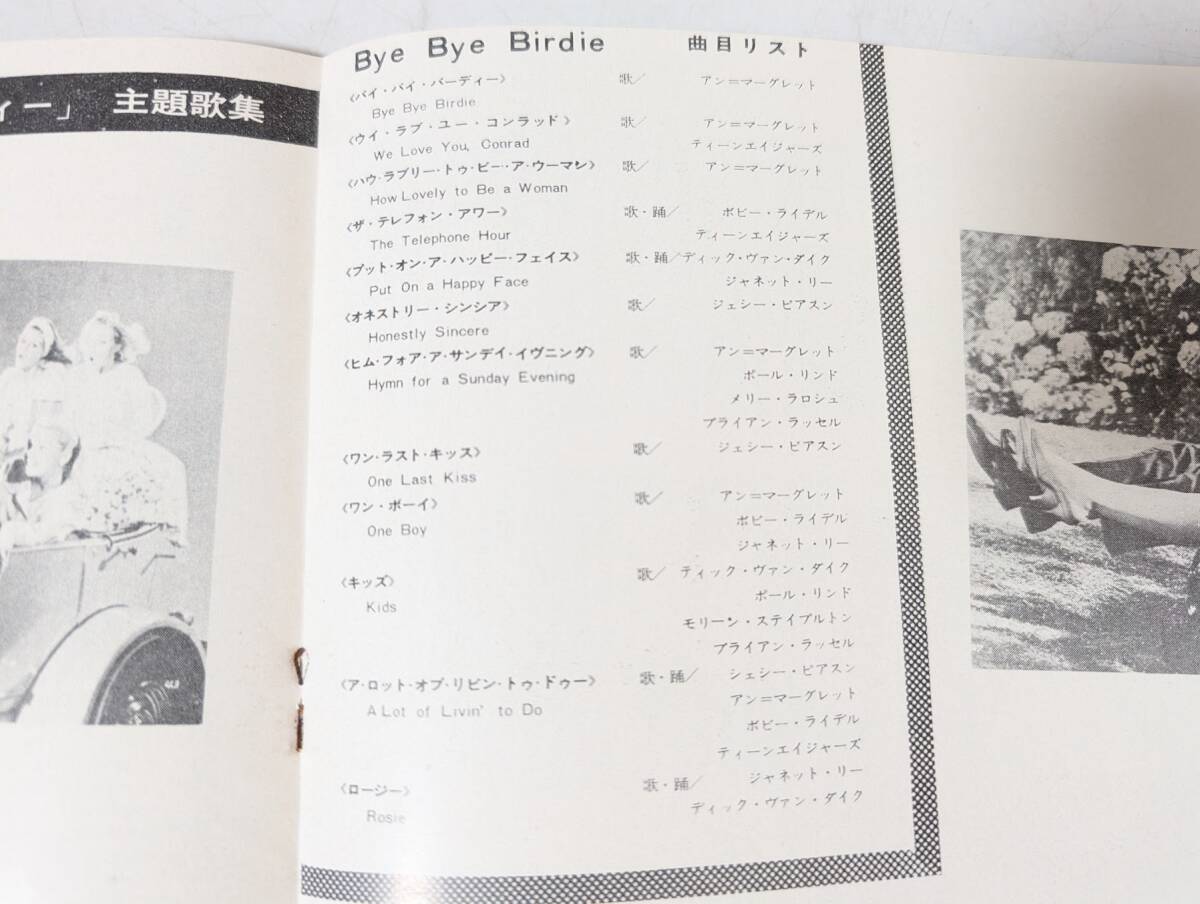 ィー」 主題歌集
Bye Bye Birdie 曲目リスト
《バイ・バイ・バーディー》 歌／ アン=マーグレット
Bye Bye Birdie
《ウイ・ラブ・ユー・コンラッド》 歌／ アン=マーグレット
We Love You, Conrad ティーンエイジャーズ
《ハウ・ラブリー・トゥ・ビー・ア・ウーマン》 歌／ アン=マーグレット
How Lovely to Be a Woman
《ザ・テレフォン・アワー》 歌・踊／ ボビー・ライデル
The Telephone Hour ティーンエイジャーズ
《プット・オン・ア・ハッピー・フェイス》 歌・踊／ディック・ヴァン・ダイク
Put On a Happy Face ジャネット・リー
《オネストリー・シンシア》 歌／ ジェシー・ピアスン
Honestly Sincere
《ヒム・フォア・ア・サンデイ・イヴニング》 歌／ アン=マーグレット
Hymn for a Sunday Evening ポール・リンド
メリー・ラロシュ
ブライアン・ラッセル
《ワン・ラスト・キッス》 歌／ ジェシー・ピアスン
One Last Kiss
《ワン・ボーイ》 歌／ アン=マーグレット
One Boy ボビー・ライデル
ジャネット・リー
《キッズ》 歌／ ディック・ヴァン・ダイク
Kids ポール・リンド
モリーン・ステイプルトン
ブライアン・ラッセル
《ア・ロット・オブ・リビン・トゥ・ドゥー》 歌・踊／ ジェシー・ピアスン
A Lot of Livin' to Do アン=マーグレット
ボビー・ライデル
ティーンエイジャーズ
《ロージー》 歌・踊／ ジャネット・リー
Rosie ディック・ヴァン・ダイク